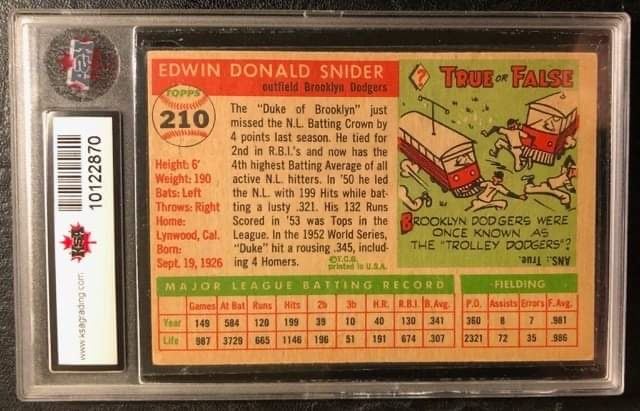 KSA
10122870
KSA
www.ksagrading.com
EDWIN DONALD SNIDER
outfield Brooklyn Dodgers
TOPPS
210
Height: 6'
Weight: 190
Bats: Left
Throws: Right
Home:
Lynwood, Cal.
Born:
Sept. 19, 1926
The "Duke of Brooklyn" just
missed the N.L. Batting Crown by
4 points last season. He tied for
2nd in R.B.I.'s and now has the
4th highest Batting Average of all
active N.L. hitters. In '50 he led
the N.L. with 199 Hits while bat-
ting a lusty .321. His 132 Runs
Scored in '53 was Tops in the
League. In the 1952 World Series,
"Duke" hit a rousing .345, includ-
ing 4 Homers.
©T.C.G.
printed in U.S.A.
? TRUE OR FALSE
BROOKLYN DODGERS WERE
ONCE KNOWN AS
THE "TROLLEY DODGERS"?
ANS.: True.
MAJOR LEAGUE BATTING RECORD FIELDING
Games At Bat Runs Hits 2b 3b H.R. R.B.I. B.Avg. P.O. Assists Errors F.Avg.
Year 149 584 120 199 39 10 40 130 .341 360 8 7 .981
Life 987 3729 665 1146 196 51 191 674 .307 2321 72 35 .986